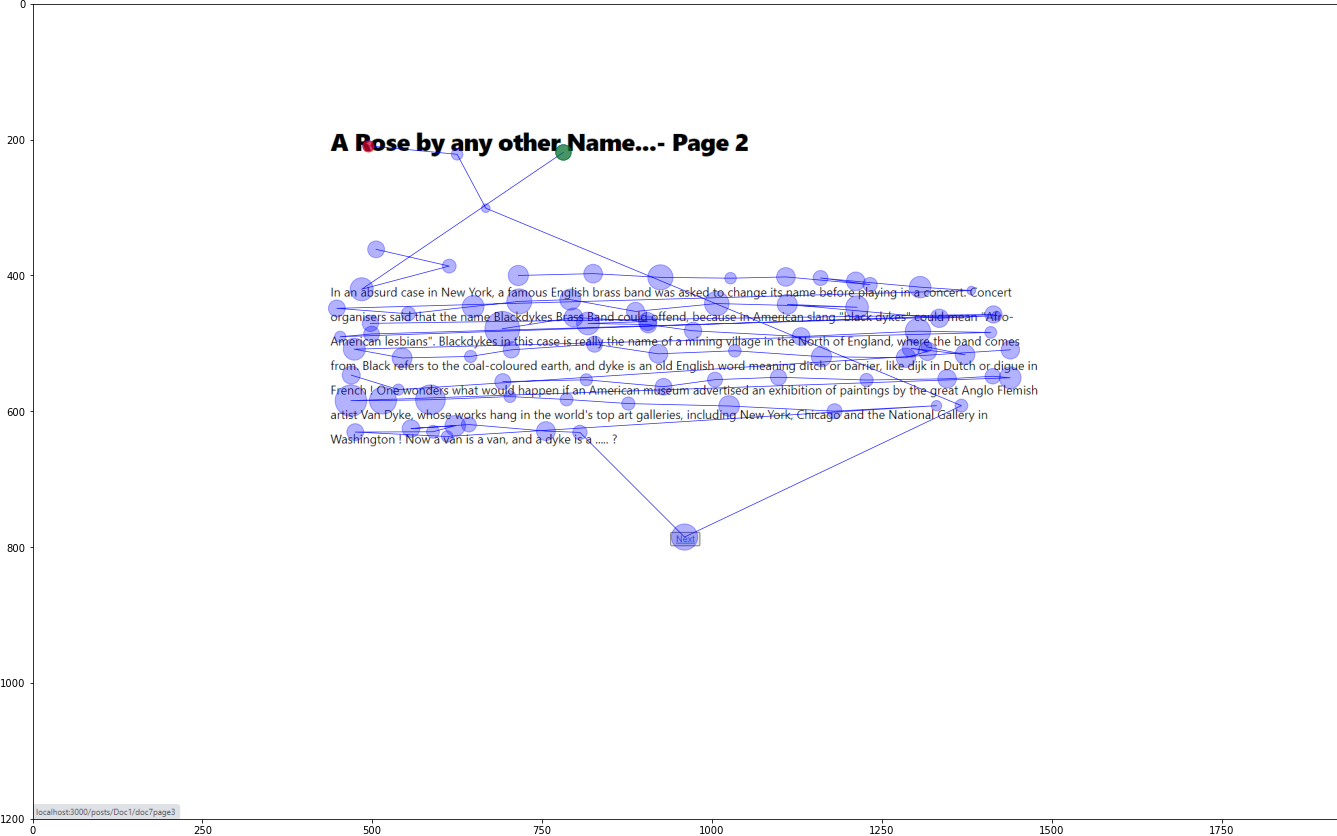 A Rose by any other Name...- Page 2
In an absurd case in New York, a famous English brass band was asked to change its name before playing in a concert. Concert
organisers said that the name Blackdykes Brass Band could offend, because in American slang "black dykes" could mean "Afro-
American lesbians". Blackdykes in this case is really the name of a mining village in the North of England, where the band comes
from. Black refers to the coal-coloured earth, and dyke is an old English word meaning ditch or barrier, like dijk in Dutch or digue in
French ! One wonders what would happen if an American museum advertised an exhibition of paintings by the great Anglo Flemish
artist Van Dyke, whose works hang in the world's top art galleries, including New York, Chicago and the National Gallery in
Washington ! Now a van is a van, and a dyke is a ..... ?
Next
localhost:3000/posts/Doc1/doc7page3
0
200
400
600
800
1000
1200
0 250 500 750 1000 1250 1500 1750